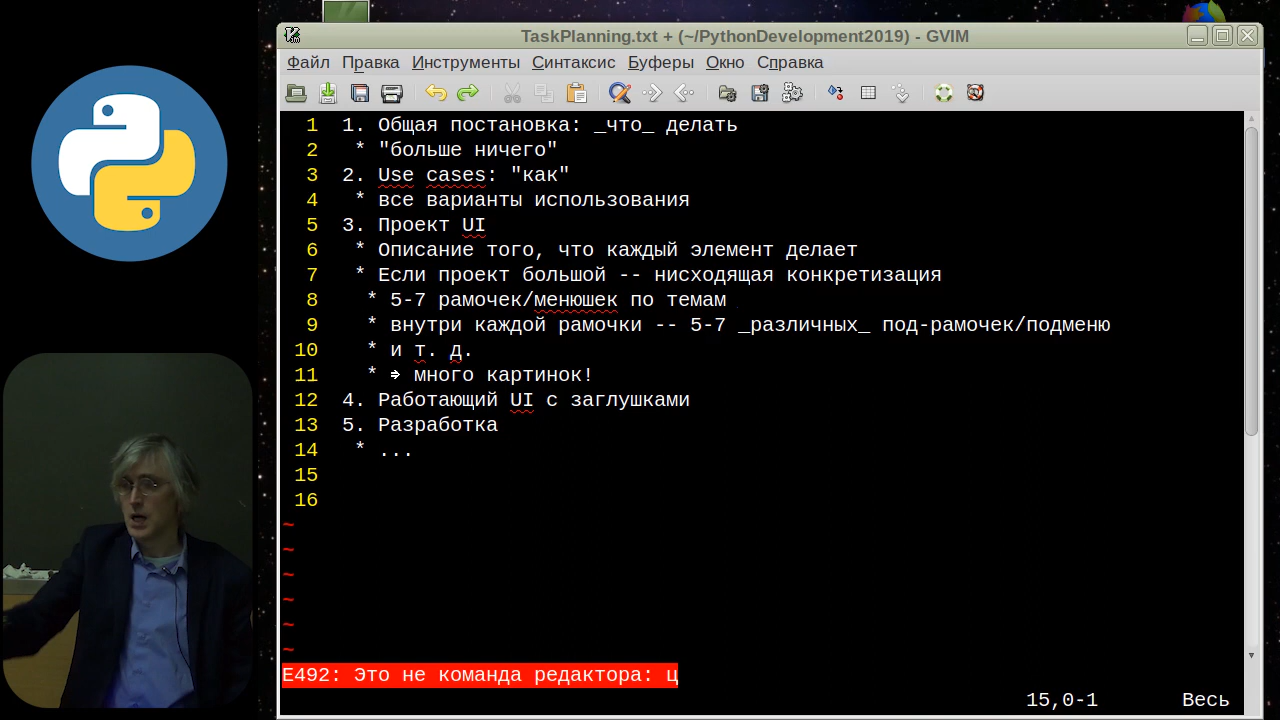 TaskPlanning.txt + (~/PythonDevelopment2019) - GVIM
Файл Правка Инструменты Синтаксис Буферы Окно Справка
1 1. Общая постановка: _что_ делать
2 * "больше ничего"
3 2. Use cases: "как"
4 * все варианты использования
5 3. Проект UI
6 * Описание того, что каждый элемент делает
7 * Если проект большой -- нисходящая конкретизация
8 * 5-7 рамочек/менюшек по темам
9 * внутри каждой рамочки -- 5-7 _различных_ под-рамочек/подменю
10 * и т. д.
11 * ⇒ много картинок!
12 4. Работающий UI с заглушками
13 5. Разработка
14 * ...
15
16
~
~
~
~
~
~
E492: Это не команда редактора: ц
15,0-1 Весь